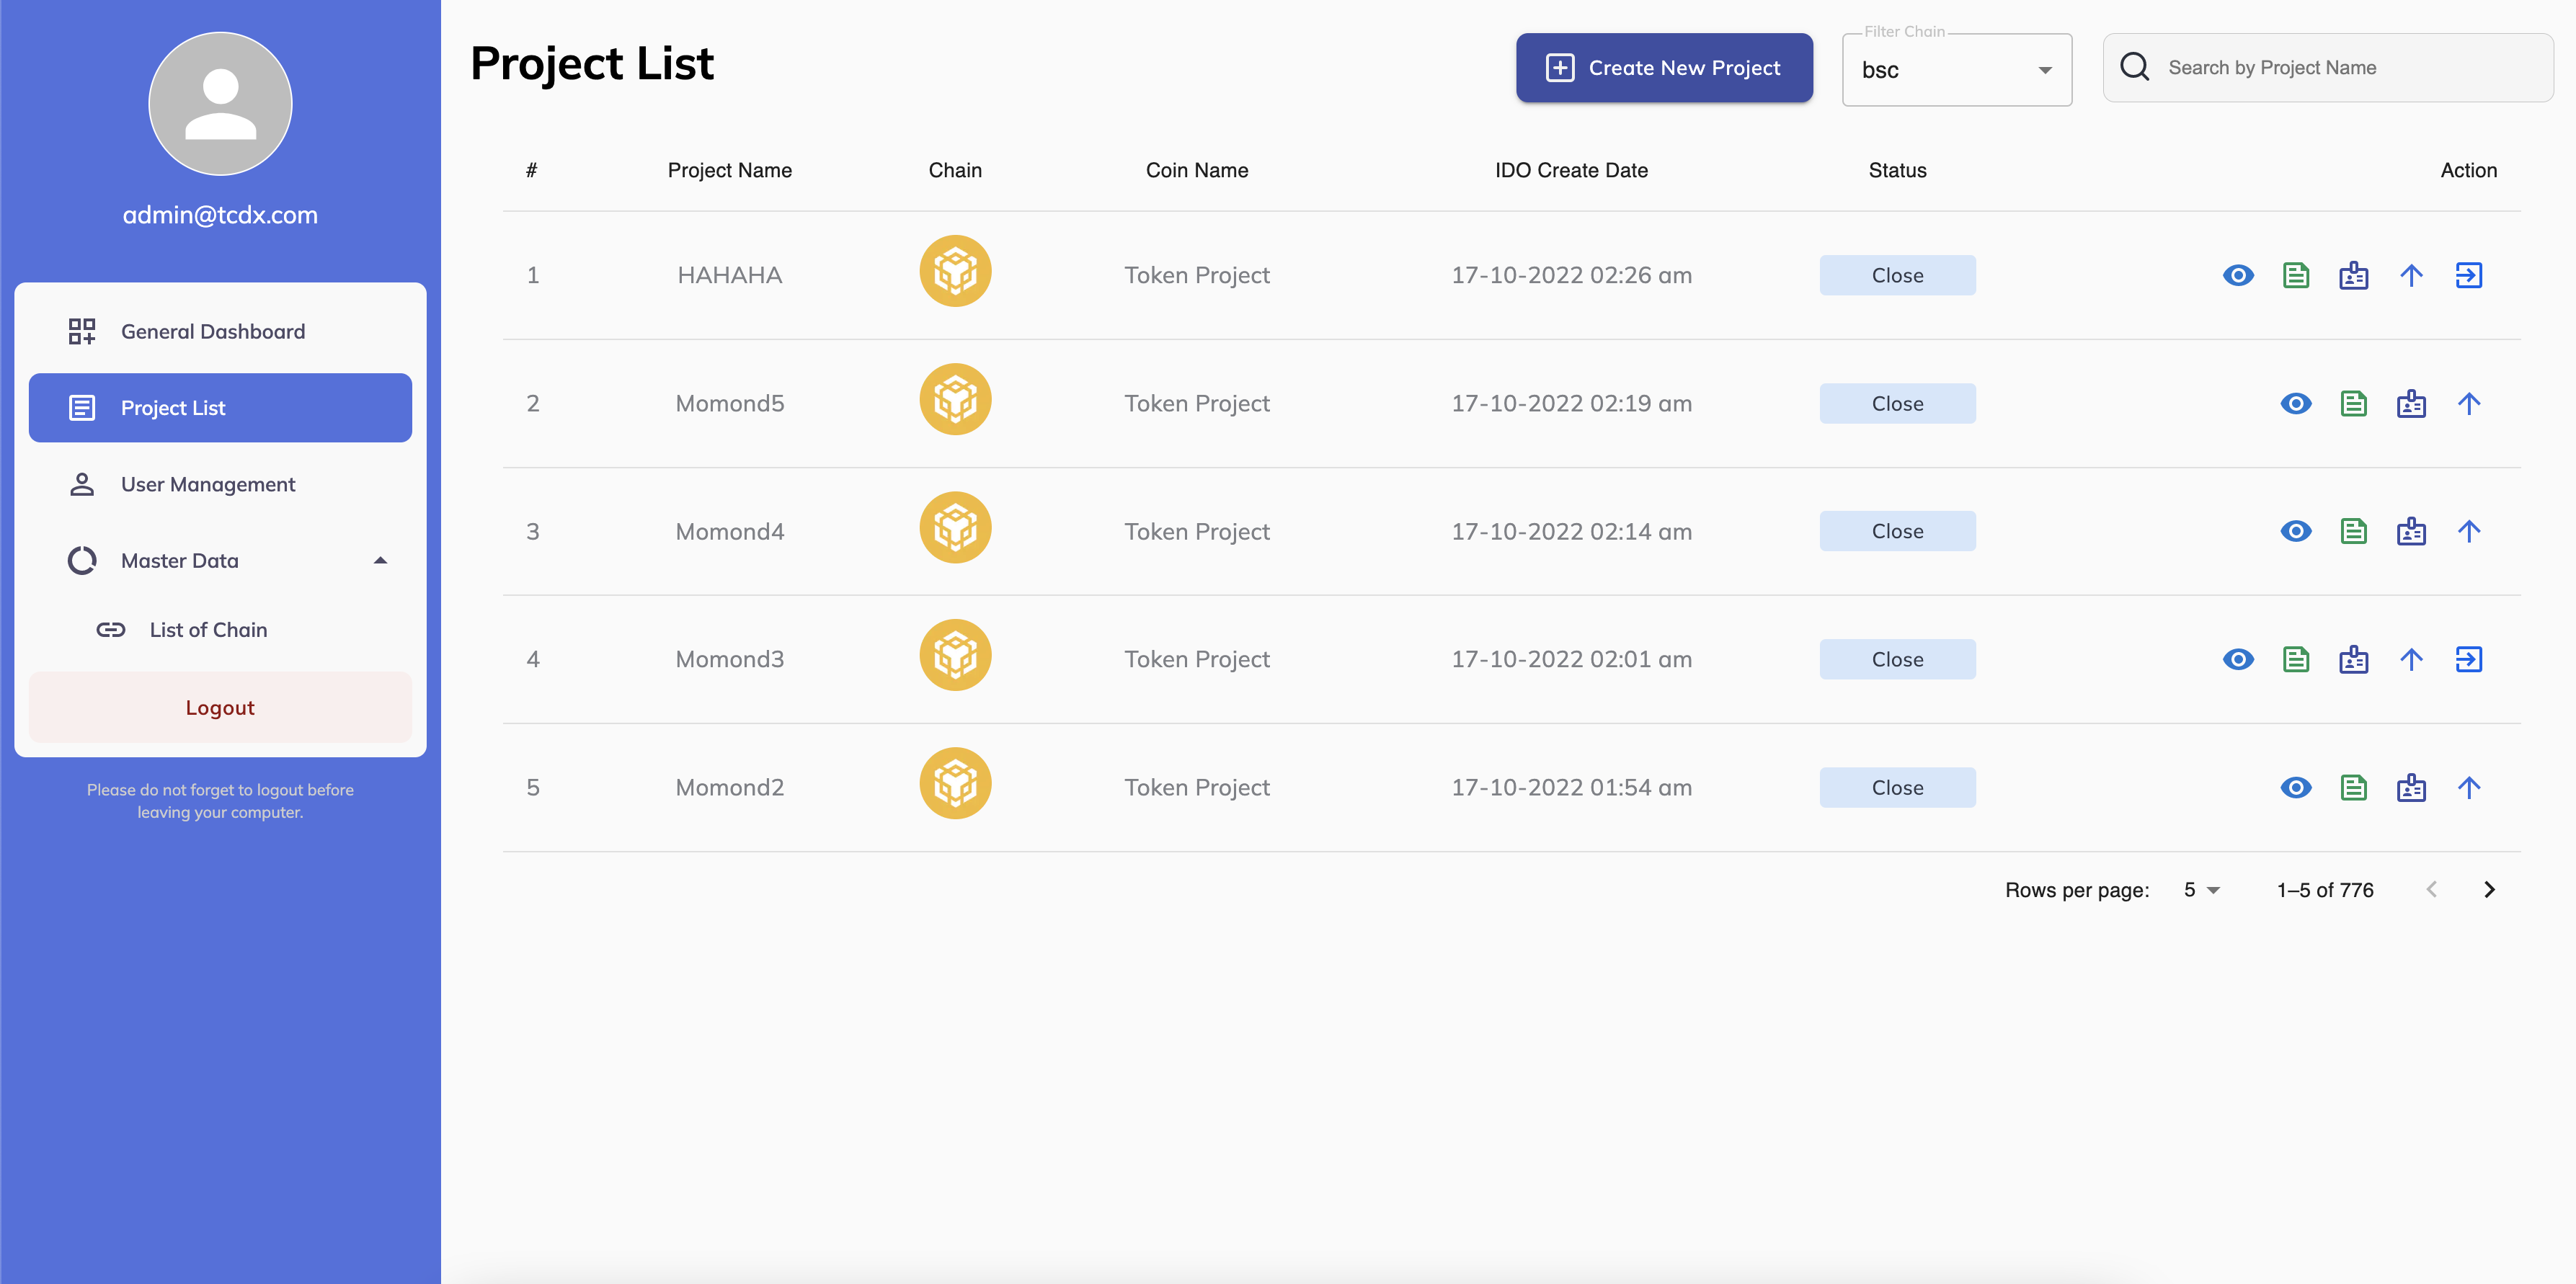 admin@tcdx.com
General Dashboard
Project List
User Management
Master Data
List of Chain
Logout
Please do not forget to logout before
leaving your computer.
Project List
Create New Project
Filter Chain
bsc
Search by Project Name
# Project Name Chain Coin Name IDO Create Date Status Action
1 HAHAHA Token Project 17-10-2022 02:26 am Close
2 Momond5 Token Project 17-10-2022 02:19 am Close
3 Momond4 Token Project 17-10-2022 02:14 am Close
4 Momond3 Token Project 17-10-2022 02:01 am Close
5 Momond2 Token Project 17-10-2022 01:54 am Close
Rows per page: 5 1–5 of 776